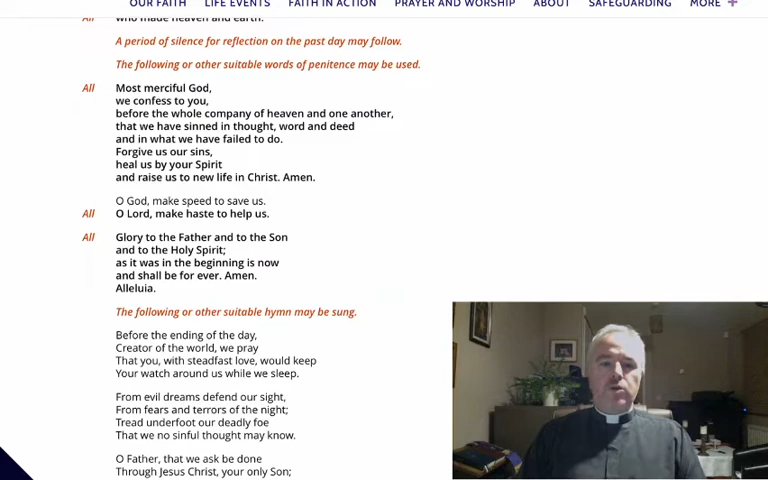 OUR FAITH LIFE EVENTS FAITH IN ACTION PRAYER AND WORSHIP ABOUT SAFEGUARDING MORE +
All who made heaven and earth.
A period of silence for reflection on the past day may follow.
The following or other suitable words of penitence may be used.
All Most merciful God,
we confess to you,
before the whole company of heaven and one another,
that we have sinned in thought, word and deed
and in what we have failed to do.
Forgive us our sins,
heal us by your Spirit
and raise us to new life in Christ. Amen.
O God, make speed to save us.
All O Lord, make haste to help us.
All Glory to the Father and to the Son
and to the Holy Spirit;
as it was in the beginning is now
and shall be for ever. Amen.
Alleluia.
The following or other suitable hymn may be sung.
Before the ending of the day,
Creator of the world, we pray
That you, with steadfast love, would keep
Your watch around us while we sleep.
From evil dreams defend our sight,
From fears and terrors of the night;
Tread underfoot our deadly foe
That we no sinful thought may know.
O Father, that we ask be done
Through Jesus Christ, your only Son;